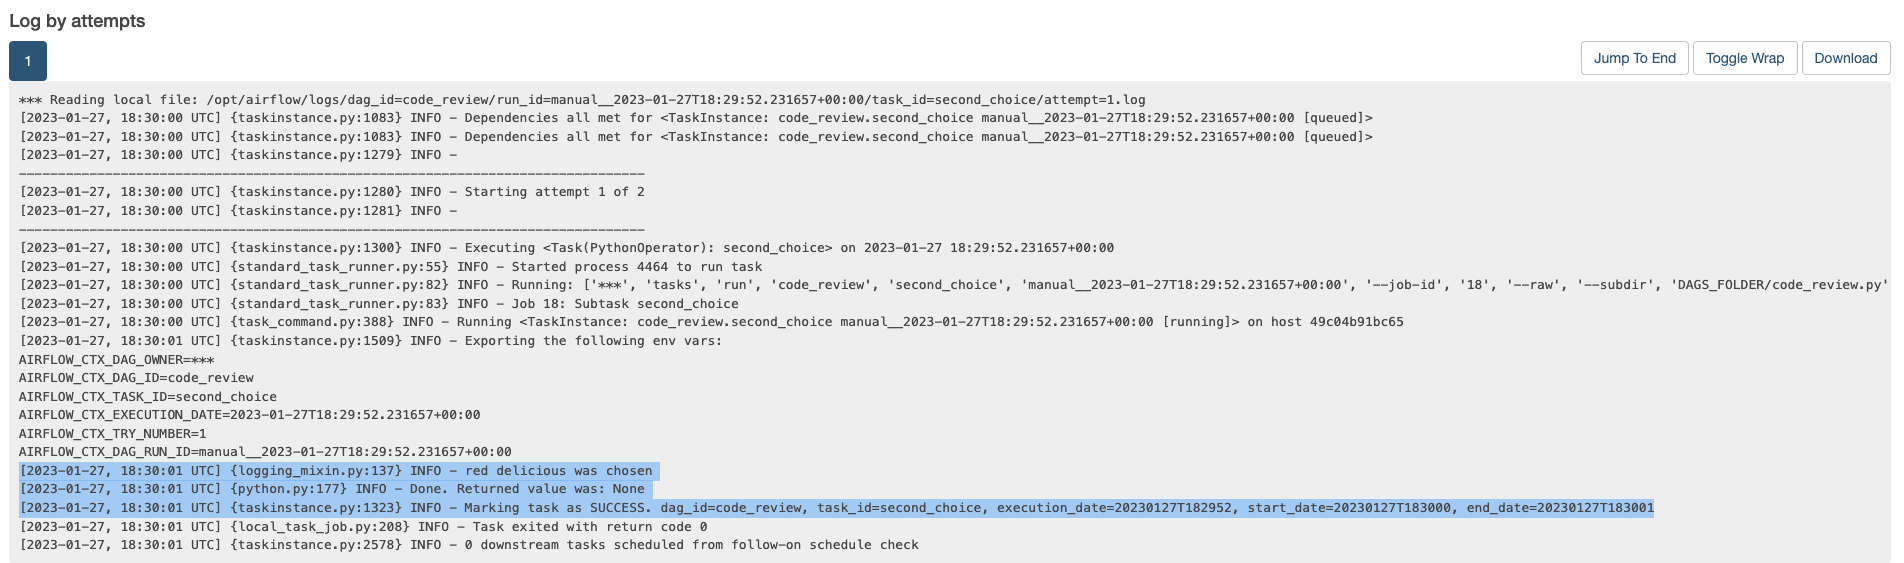 Log by attempts
1
Jump To End
Toggle Wrap
Download
*** Reading local file: /opt/airflow/logs/dag_id=code_review/run_id=manual__2023-01-27T18:29:52.231657+00:00/task_id=second_choice/attempt=1.log
[2023-01-27, 18:30:00 UTC] {taskinstance.py:1083} INFO - Dependencies all met for <TaskInstance: code_review.second_choice manual__2023-01-27T18:29:52.231657+00:00 [queued]>
[2023-01-27, 18:30:00 UTC] {taskinstance.py:1083} INFO - Dependencies all met for <TaskInstance: code_review.second_choice manual__2023-01-27T18:29:52.231657+00:00 [queued]>
[2023-01-27, 18:30:00 UTC] {taskinstance.py:1279} INFO -
--------------------------------------------------------------------------------
[2023-01-27, 18:30:00 UTC] {taskinstance.py:1280} INFO - Starting attempt 1 of 2
[2023-01-27, 18:30:00 UTC] {taskinstance.py:1281} INFO -
--------------------------------------------------------------------------------
[2023-01-27, 18:30:00 UTC] {taskinstance.py:1300} INFO - Executing <Task(PythonOperator): second_choice> on 2023-01-27 18:29:52.231657+00:00
[2023-01-27, 18:30:00 UTC] {standard_task_runner.py:55} INFO - Started process 4464 to run task
[2023-01-27, 18:30:00 UTC] {standard_task_runner.py:82} INFO - Running: ['***', 'tasks', 'run', 'code_review', 'second_choice', 'manual__2023-01-27T18:29:52.231657+00:00', '--job-id', '18', '--raw', '--subdir', 'DAGS_FOLDER/code_review.py'
[2023-01-27, 18:30:00 UTC] {standard_task_runner.py:83} INFO - Job 18: Subtask second_choice
[2023-01-27, 18:30:00 UTC] {task_command.py:388} INFO - Running <TaskInstance: code_review.second_choice manual__2023-01-27T18:29:52.231657+00:00 [running]> on host 49c04b91bc65
[2023-01-27, 18:30:01 UTC] {taskinstance.py:1509} INFO - Exporting the following env vars:
AIRFLOW_CTX_DAG_OWNER=***
AIRFLOW_CTX_DAG_ID=code_review
AIRFLOW_CTX_TASK_ID=second_choice
AIRFLOW_CTX_EXECUTION_DATE=2023-01-27T18:29:52.231657+00:00
AIRFLOW_CTX_TRY_NUMBER=1
AIRFLOW_CTX_DAG_RUN_ID=manual__2023-01-27T18:29:52.231657+00:00
[2023-01-27, 18:30:01 UTC] {logging_mixin.py:137} INFO - red delicious was chosen
[2023-01-27, 18:30:01 UTC] {python.py:177} INFO - Done. Returned value was: None
[2023-01-27, 18:30:01 UTC] {taskinstance.py:1323} INFO - Marking task as SUCCESS. dag_id=code_review, task_id=second_choice, execution_date=20230127T182952, start_date=20230127T183000, end_date=20230127T183001
[2023-01-27, 18:30:01 UTC] {local_task_job.py:208} INFO - Task exited with return code 0
[2023-01-27, 18:30:01 UTC] {taskinstance.py:2578} INFO - 0 downstream tasks scheduled from follow-on schedule check